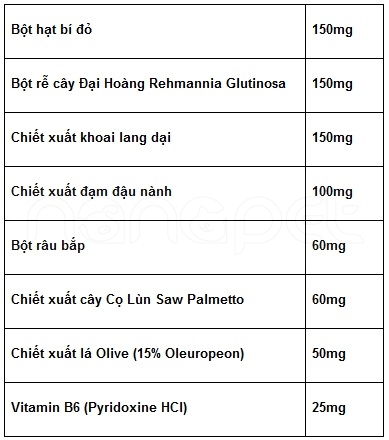 Bột hạt bí đỏ 150mg
Bột rễ cây Đại Hoàng Rehmannia Glutinosa 150mg
Chiết xuất khoai lang dại 150mg
Chiết xuất đạm đậu nành 100mg
nanapet
Bột râu bắp 60mg
Chiết xuất cây Cọ Lùn Saw Palmetto 60mg
Chiết xuất lá Olive (15% Oleuropeon) 50mg
Vitamin B6 (Pyridoxine HCl) 25mg